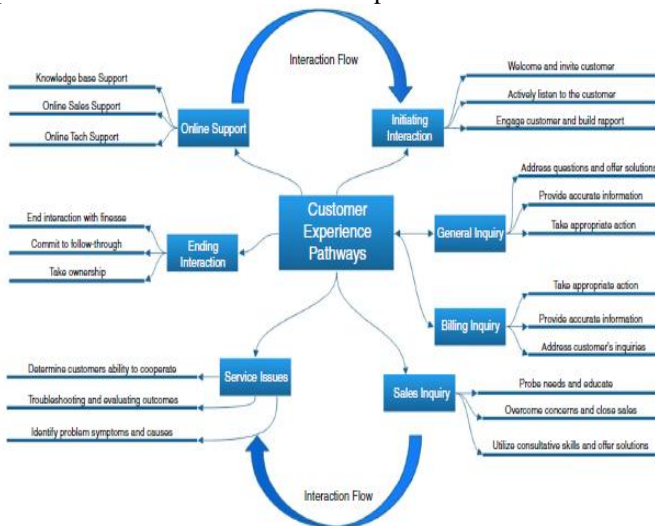 Interaction Flow
Knowledge base Support
Online Sales Support
Online Tech Support
Online Support
Initiating
Interaction
Welcome and invite customer
Actively listen to the customer
Engage customer and build rapport
Customer
Experience
Pathways
End interaction with finesse
Commit to follow-through
Take ownership
Ending
Interaction
General Inquiry
Address questions and offer solutions
Provide accurate information
Take appropriate action
Billing Inquiry
Take appropriate action
Provide accurate information
Address customer's inquiries
Determine customers ability to cooperate
Troubleshooting and evaluating outcomes
Identify problem symptoms and causes
Service Issues
Sales Inquiry
Probe needs and educate
Overcome concerns and close sales
Utilize consultative skills and offer solutions
Interaction Flow